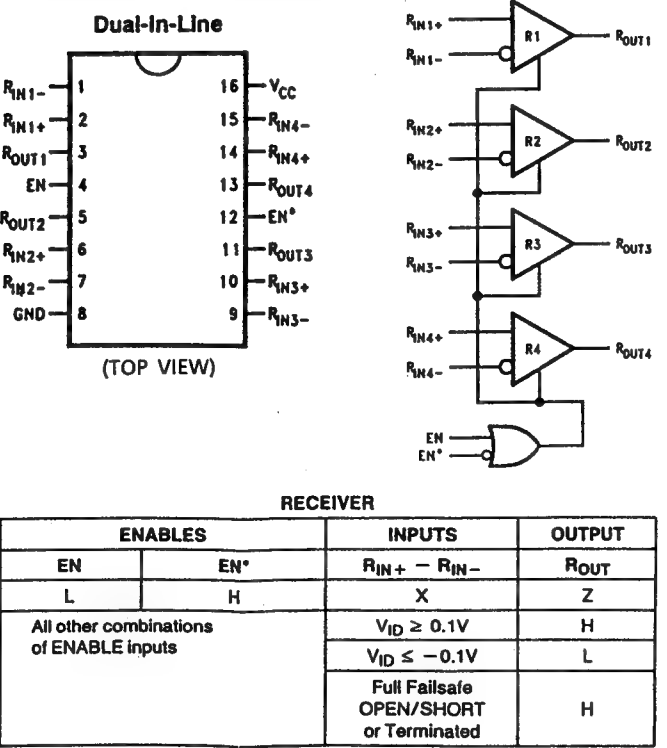 Dual-In-Line
RIN1− 1
RIN1+ 2
ROUT1 3
EN 4
ROUT2 5
RIN2+ 6
RIN2− 7
GND 8
16 VCC
15 RIN4−
14 RIN4+
13 ROUT4
12 EN*
11 ROUT3
10 RIN3+
9 RIN3−
(TOP VIEW)
RIN1+
RIN1−
R1
ROUT1
RIN2+
RIN2−
R2
ROUT2
RIN3+
RIN3−
R3
ROUT3
RIN4+
RIN4−
R4
ROUT4
EN
EN*
RECEIVER
ENABLES INPUTS OUTPUT
EN EN* RIN+ − RIN− ROUT
L H X Z
All other combinations
of ENABLE inputs
VID ≥ 0.1V H
VID ≤ −0.1V L
Full Failsafe
OPEN/SHORT
or Terminated
H